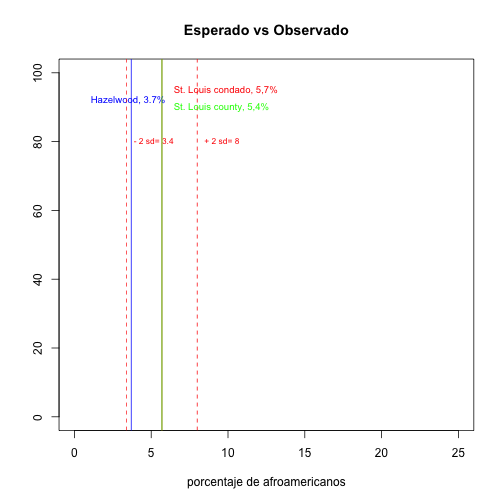 Esperado vs Observado
St. Louis condado, 5,7%
Hazelwood, 3.7%
St. Louis county, 5.4%
- 2 sd= 3.4
+ 2 sd= 8
100
80
60
40
20
0
0 5 10 15 20 25
porcentaje de afroamericanos